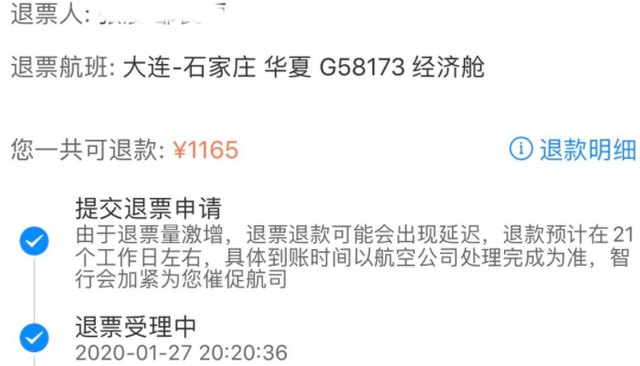 退票人:
退票航班: 大连-石家庄 华夏 G58173 经济舱
您一共可退款: ¥1165
退款明细
提交退票申请
由于退票量激增，退票退款可能会出现延迟，退款预计在21
个工作日左右，具体到账时间以航空公司处理完成为准，智
行会加紧为您催促航司
退票受理中
2020-01-27 20:20:36